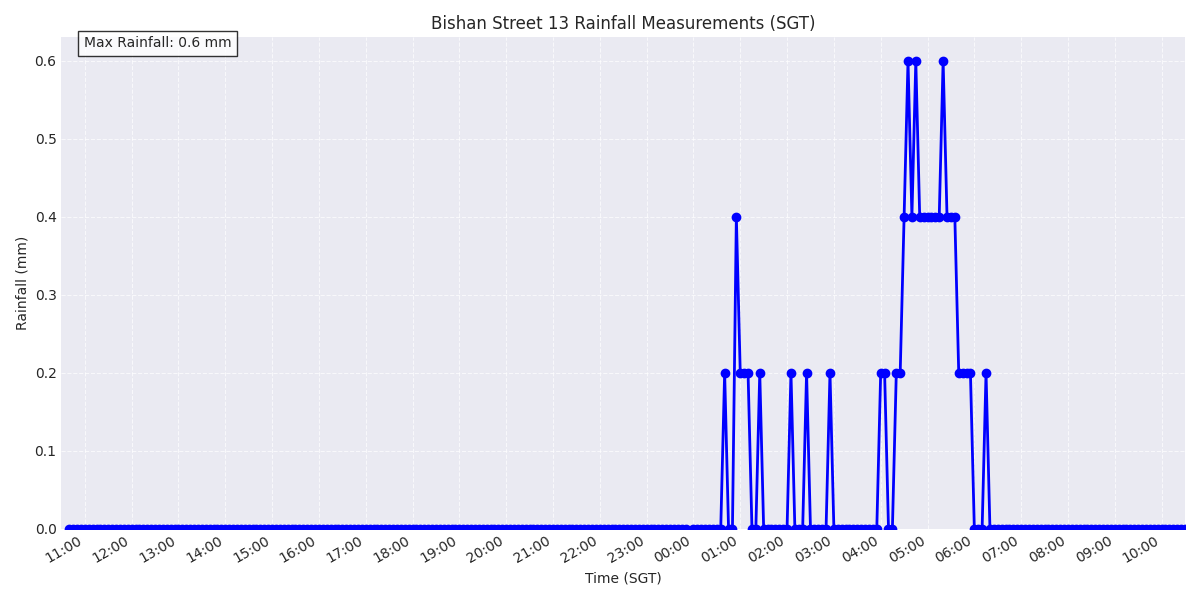 Bishan Street 13 Rainfall Measurements (SGT)
Max Rainfall: 0.6 mm
0.6
0.5
0.4
0.3
0.2
0.1
0.0
Rainfall (mm)
11:00 12:00 13:00 14:00 15:00 16:00 17:00 18:00 19:00 20:00 21:00 22:00 23:00 00:00 01:00 02:00 03:00 04:00 05:00 06:00 07:00 08:00 09:00 10:00
Time (SGT)